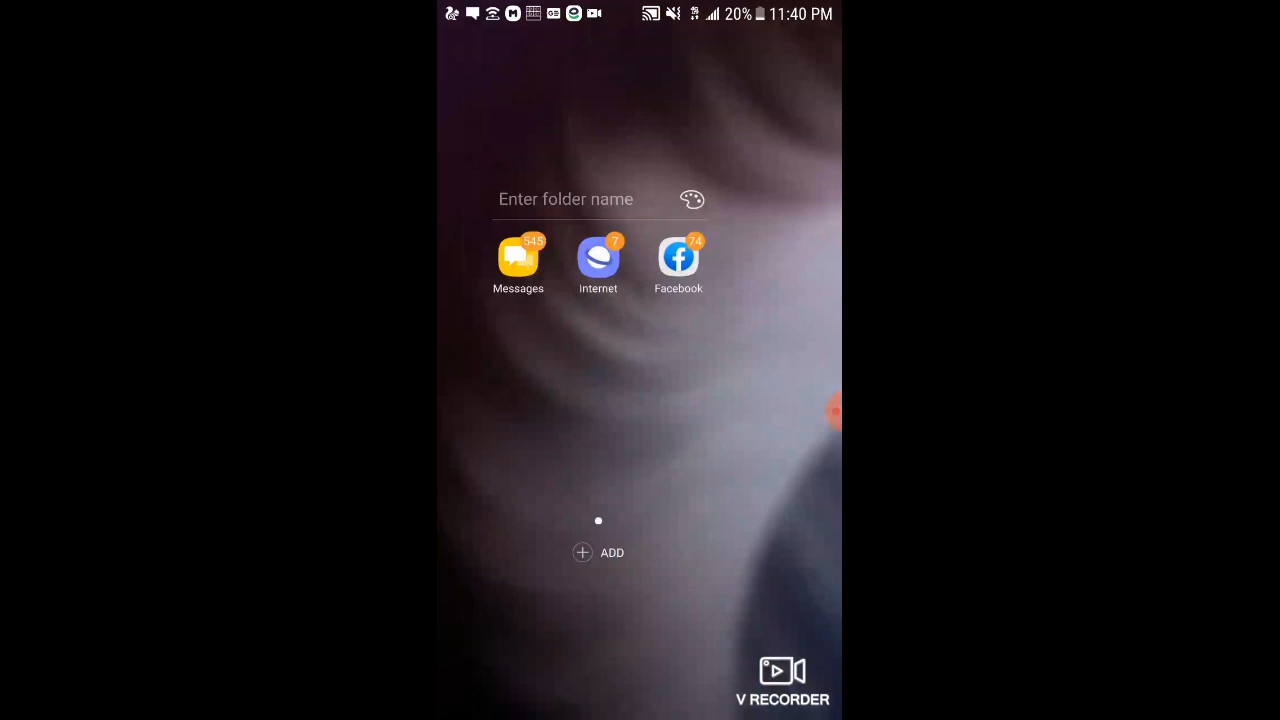 20% 11:40 PM
Enter folder name
545 7 74
Messages Internet Facebook
ADD
V RECORDER